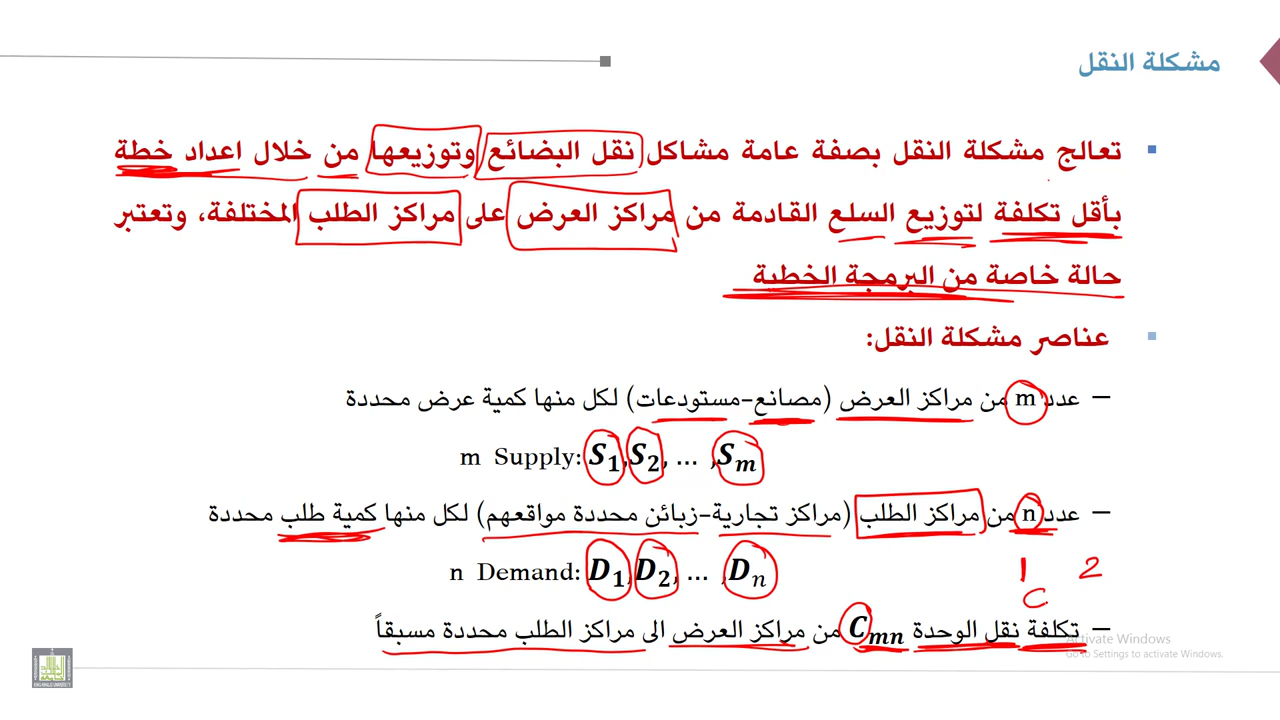 مشكلة النقل
تعالج مشكلة النقل بصفة عامة مشاكل نقل البضائع وتوزيعها من خلال اعداد خطة
بأقل تكلفة لتوزيع السلع القادمة من مراكز العرض على مراكز الطلب المختلفة، وتعتبر
حالة خاصة من البرمجة الخطية
عناصر مشكلة النقل:
– عدد m من مراكز العرض (مصانع-مستودعات) لكل منها كمية عرض محددة
m Supply: S1, S2, … , Sm
– عدد n من مراكز الطلب (مراكز تجارية-زبائن محددة مواقعهم) لكل منها كمية طلب محددة
n Demand: D1, D2, … , Dn
1 2
C
– تكلفة نقل الوحدة Cmn من مراكز العرض الى مراكز الطلب محددة مسبقاً
Activate Windows
Go to Settings to activate Windows.